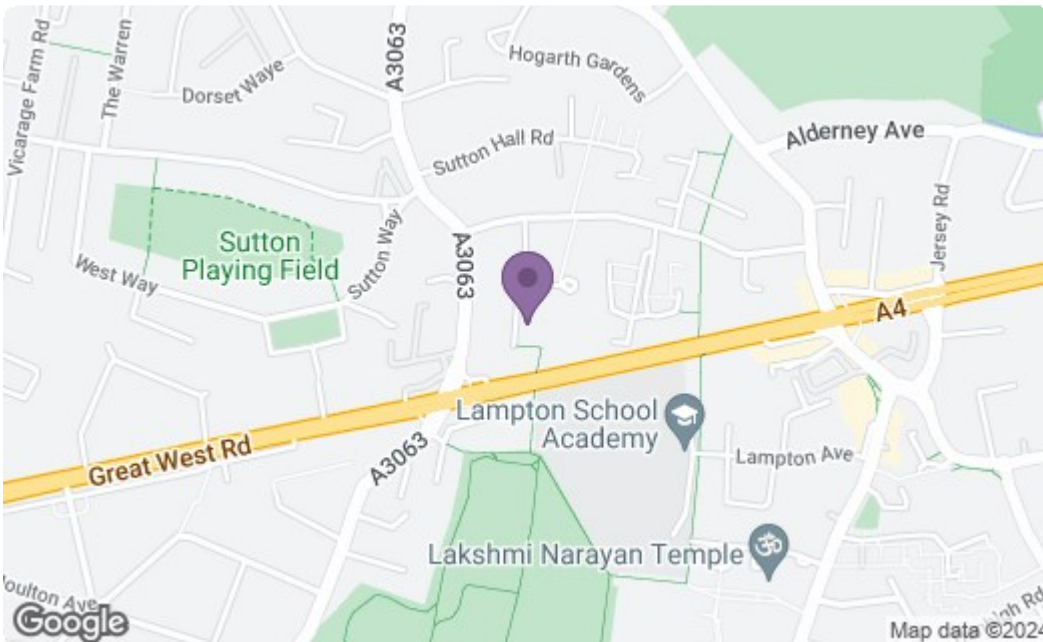 Vicarage Farm Rd
The Warren
Dorset Waye
A3063
Hogarth Gardens
Sutton Hall Rd
Alderney Ave
Jersey Rd
Sutton
Playing Field
Sutton Way
West Way
A3063
A4
Lampton School
Academy
Great West Rd
A3063
Lampton Ave
Lakshmi Narayan Temple
Google
Map data ©2024